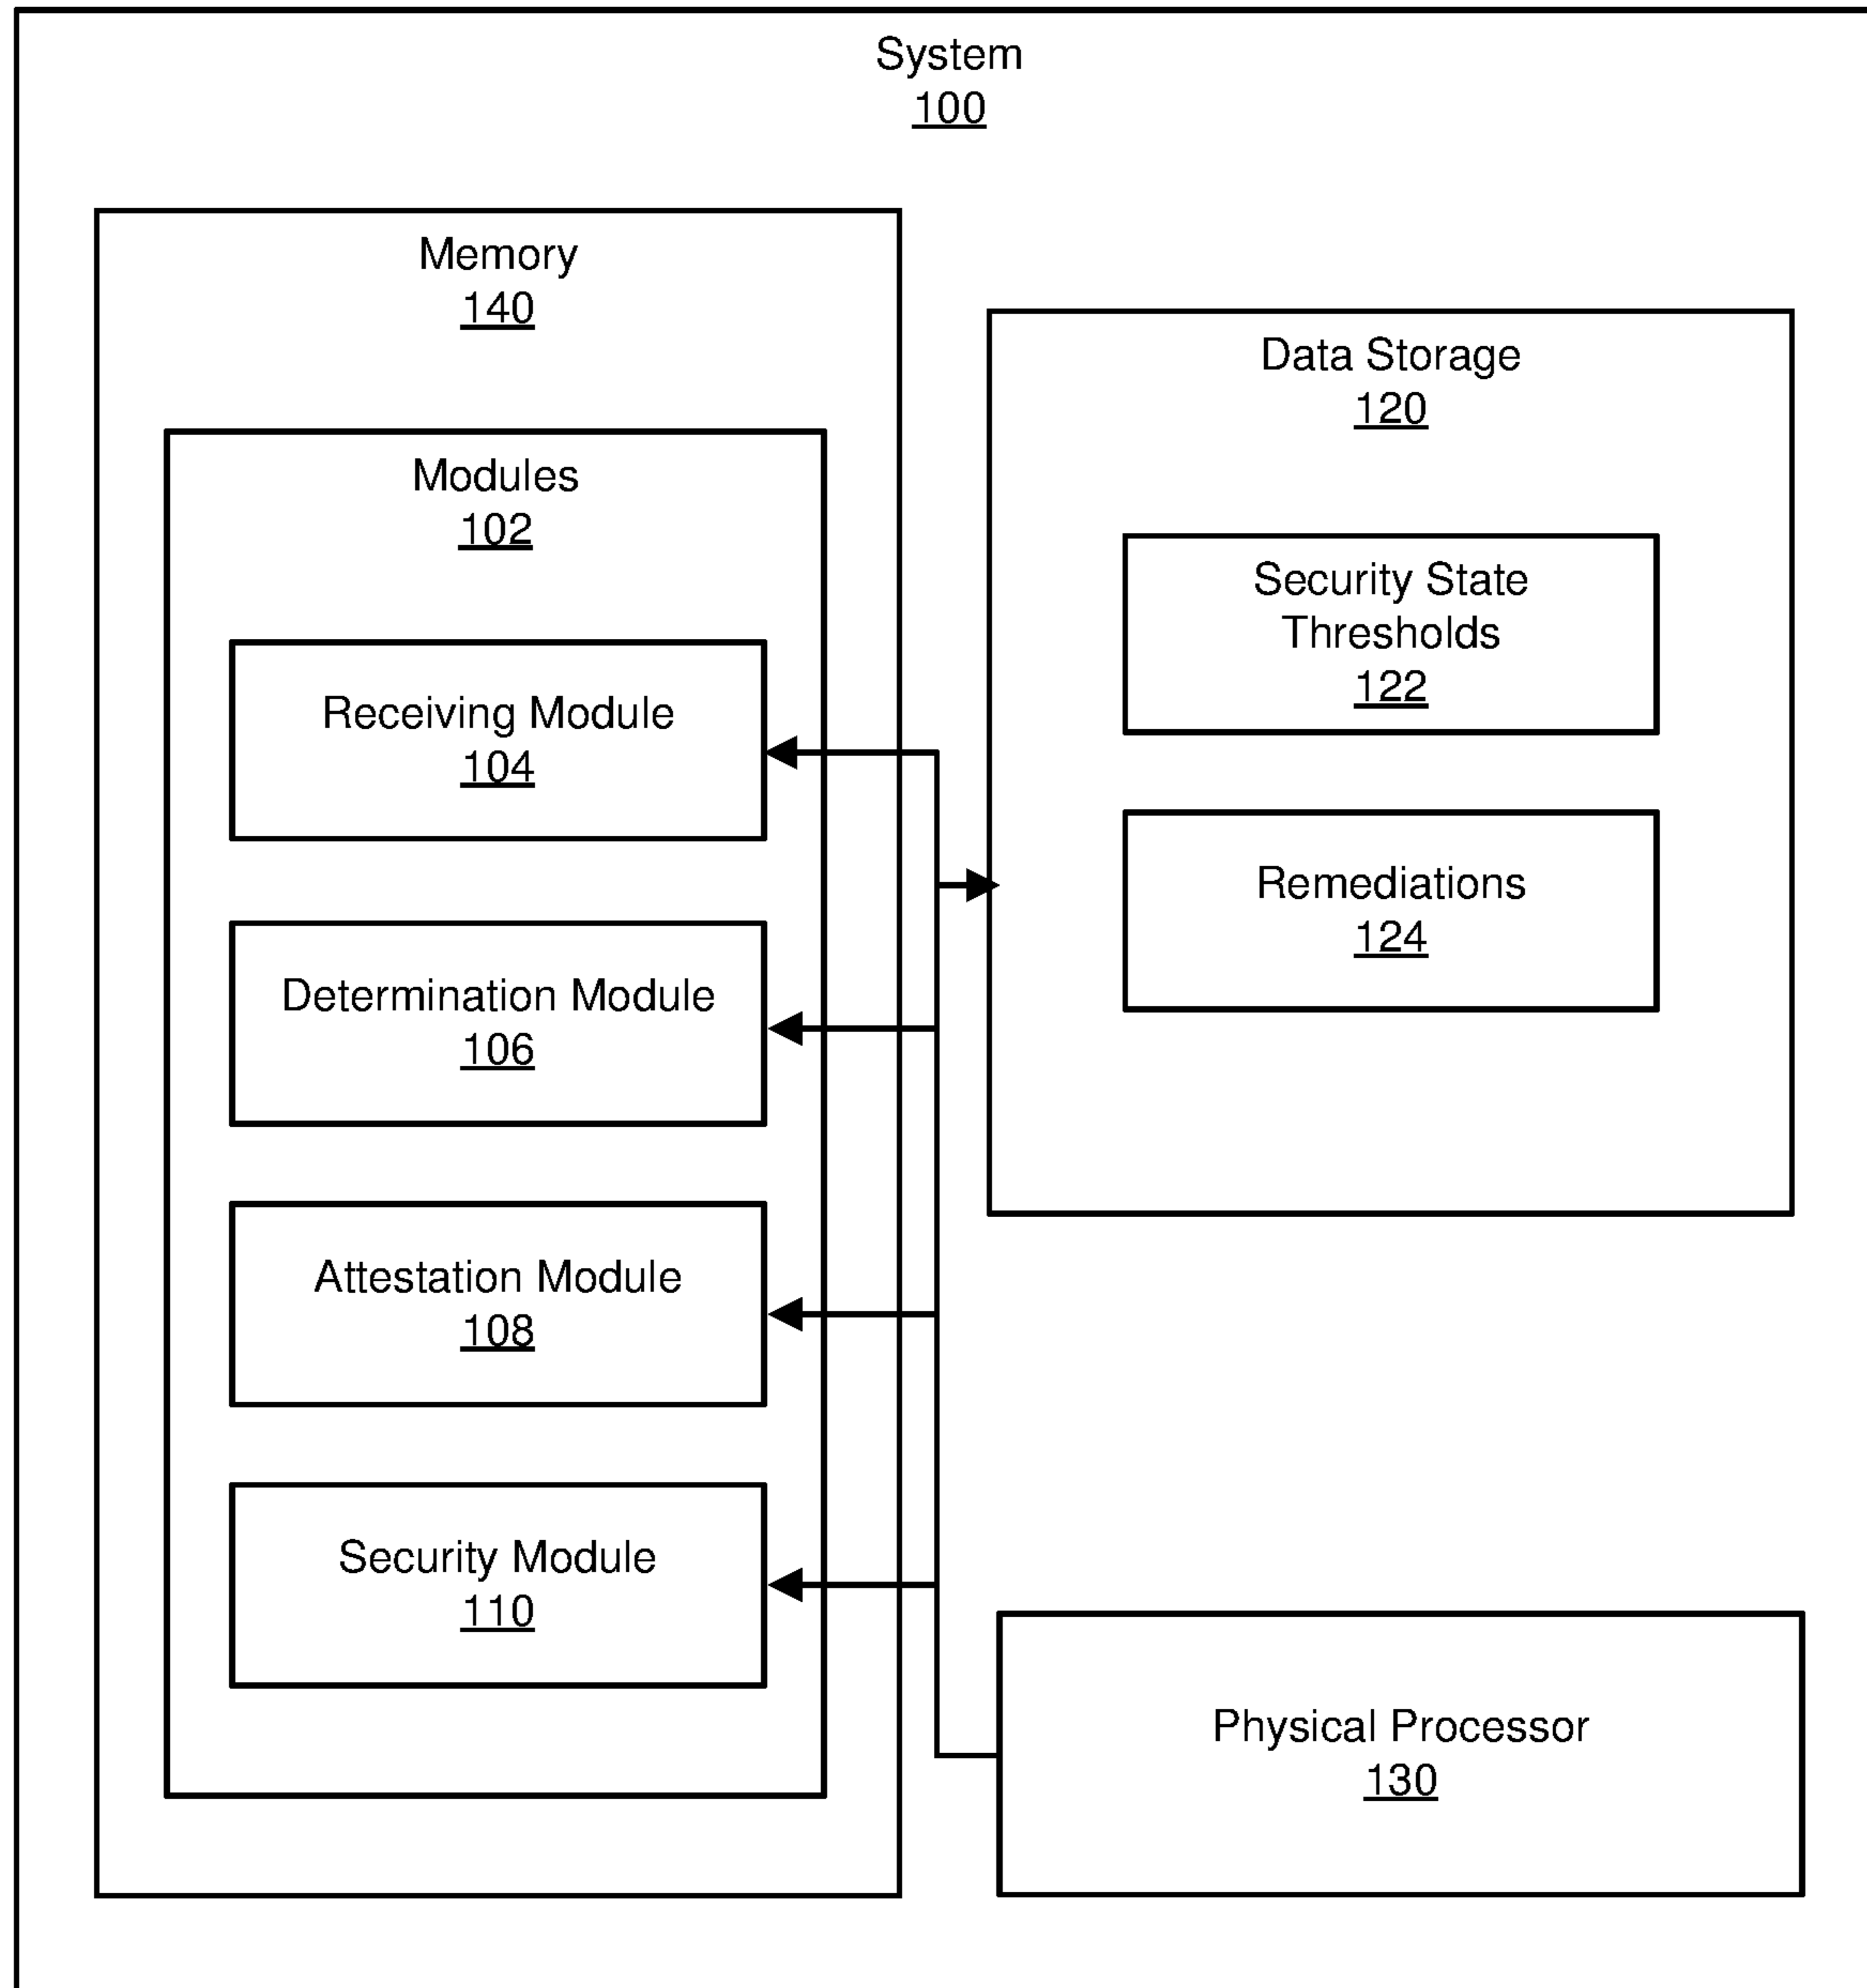 System
100
Memory
140
Modules
102
Receiving Module
104
Determination Module
106
Attestation Module
108
Security Module
110
Data Storage
120
Security State
Thresholds
122
Remediations
124
Physical Processor
130